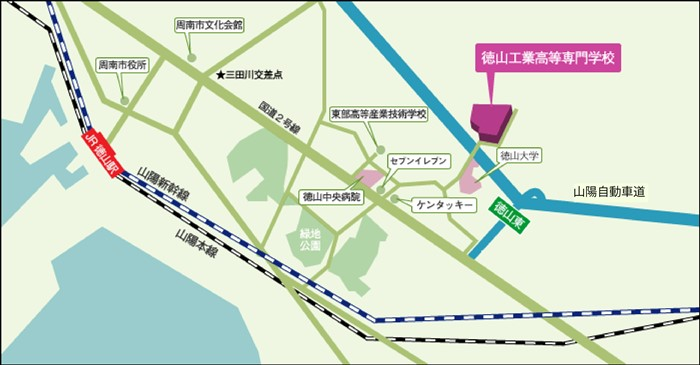 周南市文化会館
周南市役所
★三田川交差点
徳山工業高等専門学校
国道2号線
東部高等産業技術学校
JR 徳山駅
セブンイレブン
徳山大学
山陽新幹線
徳山中央病院
ケンタッキー
山陽自動車道
徳山東
山陽本線
緑地
公園